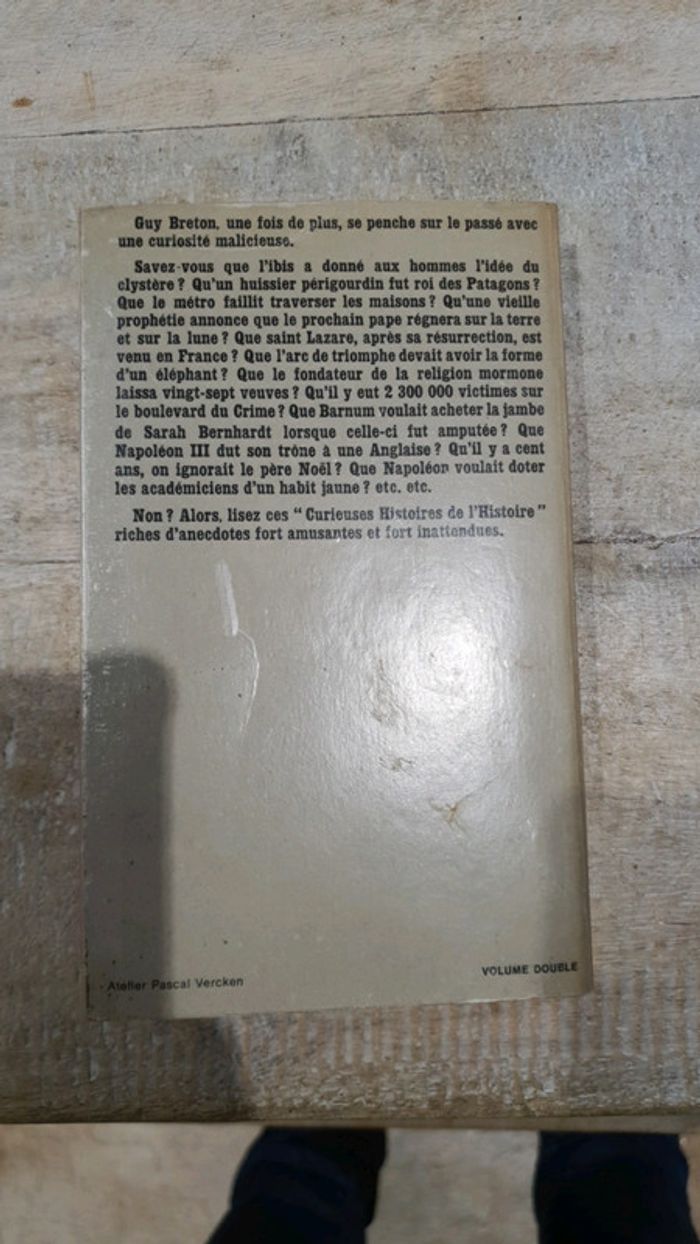 Guy Breton, une fois de plus, se penche sur le passé avec
une curiosité malicieuse.
Savez-vous que l'ibis a donné aux hommes l'idée du
clystère ? Qu'un huissier périgourdin fut roi des Patagons ?
Que le métro faillit traverser les maisons ? Qu'une vieille
prophétie annonce que le prochain pape régnera sur la terre
et sur la lune ? Que saint Lazare, après sa résurrection, est
venu en France ? Que l'arc de triomphe devait avoir la forme
d'un éléphant ? Que le fondateur de la religion mormone
laissa vingt-sept veuves ? Qu'il y eut 2 300 000 victimes sur
le boulevard du Crime ? Que Barnum voulait acheter la jambe
de Sarah Bernhardt lorsque celle-ci fut amputée ? Que
Napoléon III dut son trône à une Anglaise ? Qu'il y a cent
ans, on ignorait le père Noël ? Que Napoléon voulait doter
les académiciens d'un habit jaune ? etc. etc.
Non ? Alors, lisez ces " Curieuses Histoires de l'Histoire "
riches d'anecdotes fort amusantes et fort inattendues.
Atelier Pascal Vercken
VOLUME DOUBLE